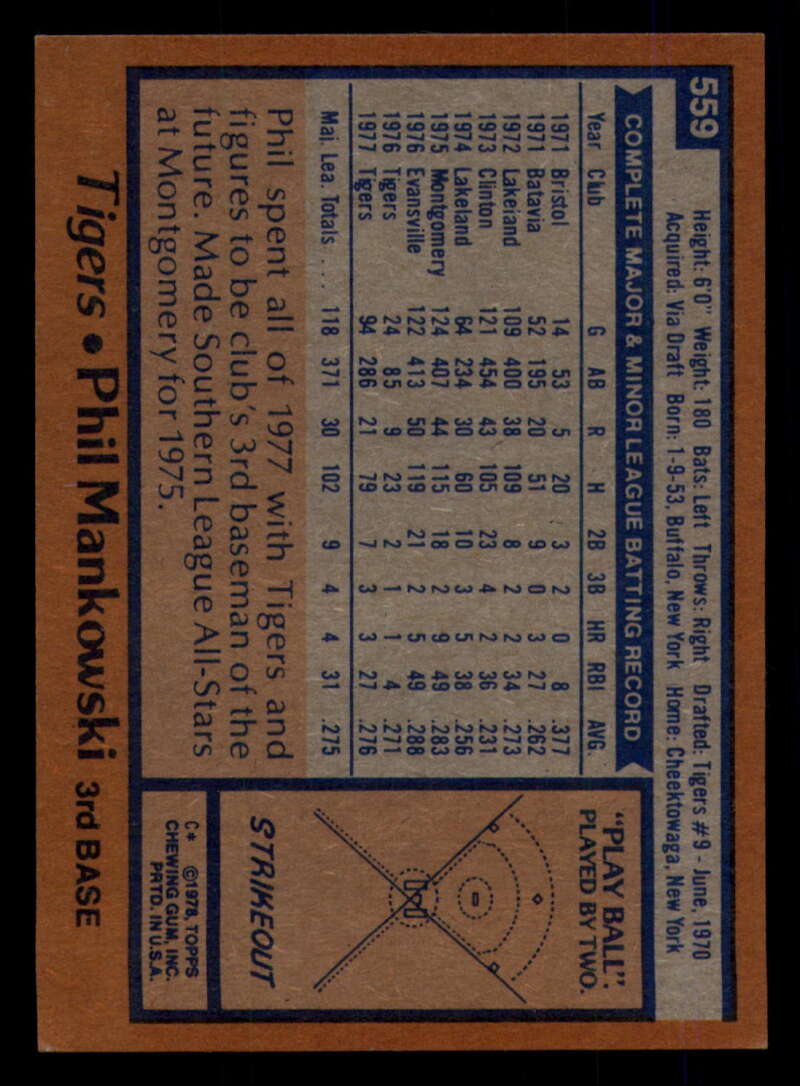 559
Height: 6'0" Weight: 180 Bats: Left Throws: Right Drafted: Tigers #9 - June, 1970
Acquired: Via Draft Born: 1-9-53, Buffalo, New York Home: Cheektowaga, New York
COMPLETE MAJOR & MINOR LEAGUE BATTING RECORD
Year Club G AB R H 2B 3B HR RBI AVG.
1971 Bristol 14 53 5 20 3 2 0 8 .377
1971 Batavia 52 195 20 51 9 0 3 27 .262
1972 Lakeland 109 400 38 109 8 2 2 34 .273
1973 Clinton 121 454 43 105 23 4 2 36 .231
1974 Lakeland 64 234 30 60 10 3 5 38 .256
1975 Montgomery 124 407 44 115 18 2 9 49 .283
1976 Evansville 122 413 50 119 21 2 5 49 .288
1976 Tigers 24 85 9 23 2 1 1 4 .271
1977 Tigers 94 286 21 79 7 3 3 27 .276
Maj. Lea. Totals . . . 118 371 30 102 9 4 4 31 .275
Phil spent all of 1977 with Tigers and
figures to be club's 3rd baseman of the
future. Made Southern League All-Stars
at Montgomery for 1975.
"PLAY BALL".
PLAYED BY TWO.
STRIKEOUT
C* ©1978, TOPPS
CHEWING GUM, INC.
PRTD. IN U.S.A.
Tigers • Phil Mankowski 3rd BASE